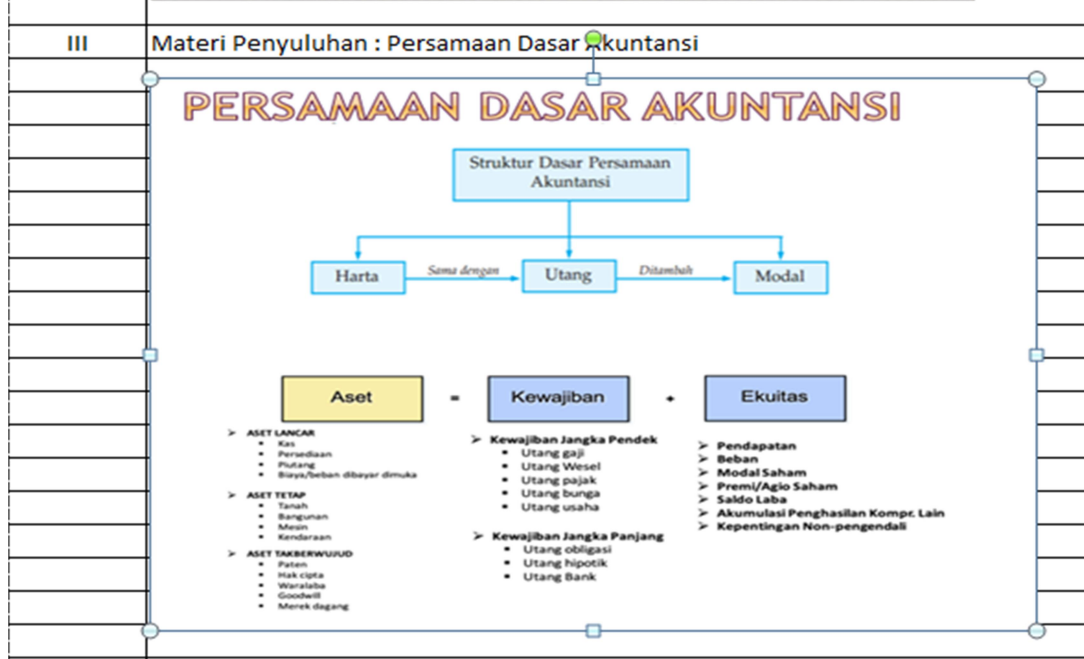 III
Materi Penyuluhan : Persamaan Dasar Akuntansi
PERSAMAAN DASAR AKUNTANSI
Struktur Dasar Persamaan
Akuntansi
Harta
Sama dengan
Utang
Ditambah
Modal
Aset
=
Kewajiban
+
Ekuitas
ASET LANCAR
Kas
Persediaan
Piutang
Biaya/beban dibayar dimuka
ASET TETAP
Tanah
Bangunan
Mesin
Kendaraan
ASET TAKBERWUJUD
Paten
Hak cipta
Waralaba
Goodwill
Merek dagang
Kewajiban Jangka Pendek
Utang gaji
Utang Wesel
Utang pajak
Utang bunga
Utang usaha
Kewajiban Jangka Panjang
Utang obligasi
Utang hipotik
Utang Bank
Pendapatan
Beban
Modal Saham
Premi/Agio Saham
Saldo Laba
Akumulasi Penghasilan Kompr. Lain
Kepentingan Non-pengendali